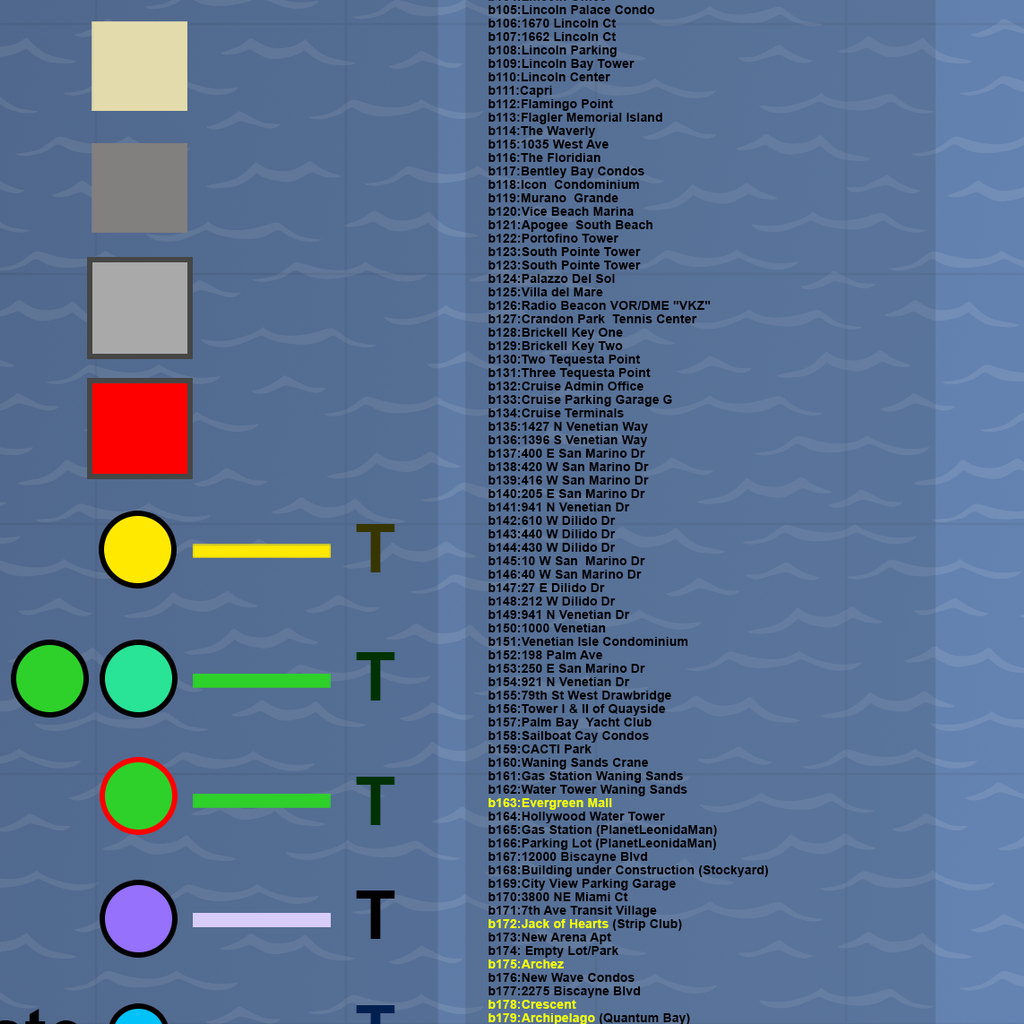 b105:Lincoln Palace Condo
b106:1670 Lincoln Ct
b107:1662 Lincoln Ct
b108:Lincoln Parking
b109:Lincoln Bay Tower
b110:Lincoln Center
b111:Capri
b112:Flamingo Point
b113:Flagler Memorial Island
b114:The Waverly
b115:1035 West Ave
b116:The Floridian
b117:Bentley Bay Condos
b118:Icon  Condominium
b119:Murano  Grande
b120:Vice Beach Marina
b121:Apogee  South Beach
b122:Portofino Tower
b123:South Pointe Tower
b123:South Pointe Tower
b124:Palazzo Del Sol
b125:Villa del Mare
b126:Radio Beacon VOR/DME "VKZ"
b127:Crandon Park  Tennis Center
b128:Brickell Key One
b129:Brickell Key Two
b130:Two Tequesta Point
b131:Three Tequesta Point
b132:Cruise Admin Office
b133:Cruise Parking Garage G
b134:Cruise Terminals
b135:1427 N Venetian Way
b136:1396 S Venetian Way
b137:400 E San Marino Dr
b138:420 W San Marino Dr
b139:416 W San Marino Dr
b140:205 E San Marino Dr
b141:941 N Venetian Dr
b142:610 W Dilido Dr
b143:440 W Dilido Dr
b144:430 W Dilido Dr
b145:10 W San  Marino Dr
b146:40 W San Marino Dr
b147:27 E Dilido Dr
b148:212 W Dilido Dr
b149:941 N Venetian Dr
b150:1000 Venetian
b151:Venetian Isle Condominium
b152:198 Palm Ave
b153:250 E San Marino Dr
b154:921 N Venetian Dr
b155:79th St West Drawbridge
b156:Tower I & II of Quayside
b157:Palm Bay  Yacht Club
b158:Sailboat Cay Condos
b159:CACTI Park
b160:Waning Sands Crane
b161:Gas Station Waning Sands
b162:Water Tower Waning Sands
b163:Evergreen Mall
b164:Hollywood Water Tower
b165:Gas Station (PlanetLeonidaMan)
b166:Parking Lot (PlanetLeonidaMan)
b167:12000 Biscayne Blvd
b168:Building under Construction (Stockyard)
b169:City View Parking Garage
b170:3800 NE Miami Ct
b171:7th Ave Transit Village
b172:Jack of Hearts (Strip Club)
b173:New Arena Apt
b174: Empty Lot/Park
b175:Archez
b176:New Wave Condos
b177:2275 Biscayne Blvd
b178:Crescent
b179:Archipelago (Quantum Bay)
T
T
T
T
T